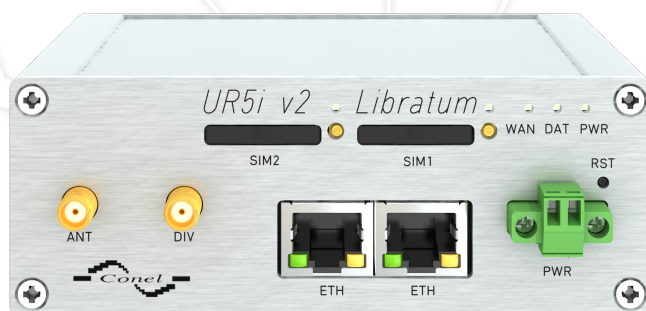 UR5i v2 Libratum
WAN DAT PWR
SIM2 SIM1
RST
ANT DIV
PWR
Conel
ETH ETH